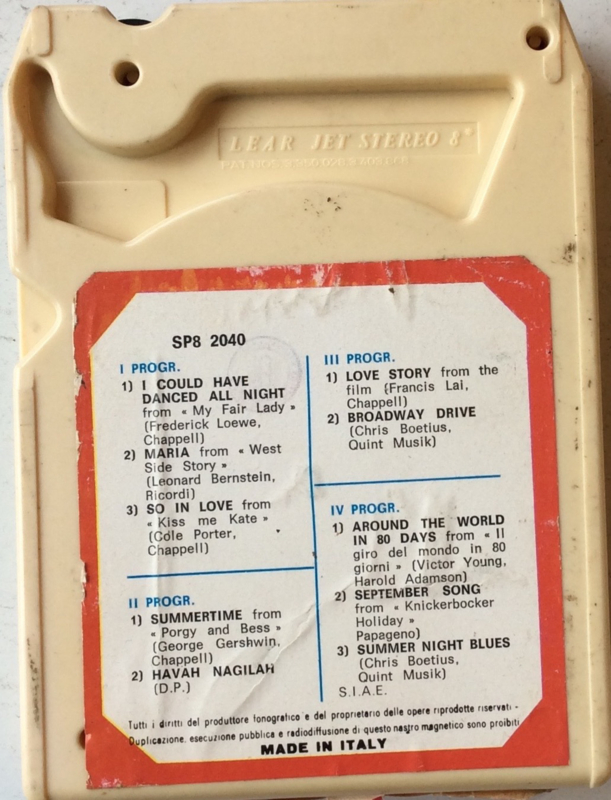 LEAR JET STEREO 8
SP8 2040
I PROGR.
1) I COULD HAVE
DANCED ALL NIGHT
from « My Fair Lady »
(Frederick Loewe,
Chappell)
2) MARIA from « West
Side Story »
(Leonard Bernstein,
Ricordi)
3) SO IN LOVE from
« Kiss me Kate »
(Cole Porter,
Chappell)
II PROGR.
1) SUMMERTIME from
« Porgy and Bess »
(George Gershwin,
Chappell)
2) HAVAH NAGILAH
(D.P.)
III PROGR.
1) LOVE STORY from the
film (Francis Lai,
Chappell)
2) BROADWAY DRIVE
(Chris Boetius,
Quint Musik)
IV PROGR.
1) AROUND THE WORLD
IN 80 DAYS from « Il
giro del mondo in 80
giorni » (Victor Young,
Harold Adamson)
2) SEPTEMBER SONG
from « Knickerbocker
Holiday »
Papageno)
3) SUMMER NIGHT BLUES
(Chris Boetius,
Quint Musik)
S.I.A.E.
Tutti i diritti del produttore fonografico e del proprietario delle opere riprodotte riservati -
Duplicazione, esecuzione pubblica e radiodiffusione di questo nastro magnetico sono proibiti
MADE IN ITALY